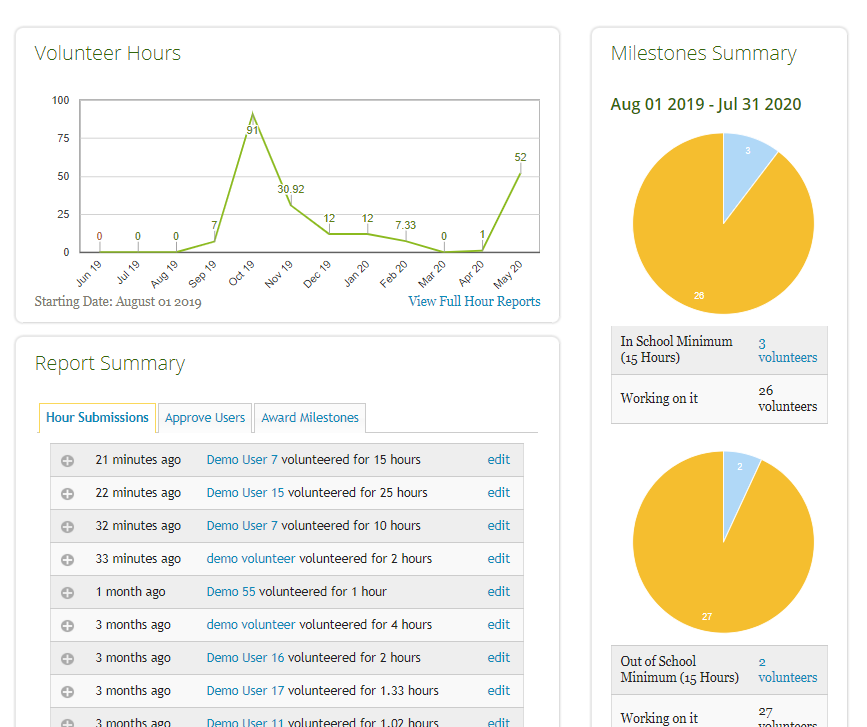 Volunteer Hours
100
75
50
25
0
0
0
0
7
91
30.92
12
12
7.33
0
1
52
Jun 19
Jul 19
Aug 19
Sep 19
Oct 19
Nov 19
Dec 19
Jan 20
Feb 20
Mar 20
Apr 20
May 20
Starting Date: August 01 2019
View Full Hour Reports
Report Summary
Hour Submissions
Approve Users
Award Milestones
21 minutes ago Demo User 7 volunteered for 15 hours edit
22 minutes ago Demo User 15 volunteered for 25 hours edit
32 minutes ago Demo User 7 volunteered for 10 hours edit
33 minutes ago demo volunteer volunteered for 2 hours edit
1 month ago Demo 55 volunteered for 1 hour edit
3 months ago demo volunteer volunteered for 4 hours edit
3 months ago Demo User 16 volunteered for 2 hours edit
3 months ago Demo User 17 volunteered for 1.33 hours edit
3 months ago Demo User 11 volunteered for 1.02 hours edit
Milestones Summary
Aug 01 2019 - Jul 31 2020
3
26
In School Minimum
(15 Hours)
3
volunteers
Working on it
26
volunteers
2
27
Out of School
Minimum (15 Hours)
2
volunteers
Working on it
27
volunteers